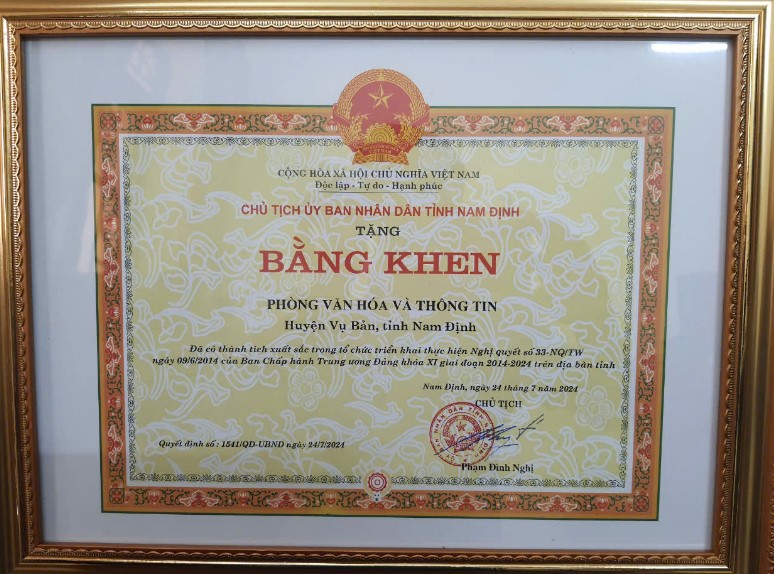 CỘNG HÒA XÃ HỘI CHỦ NGHĨA VIỆT NAM
Độc lập - Tự do - Hạnh phúc
CHỦ TỊCH ỦY BAN NHÂN DÂN TỈNH NAM ĐỊNH
TẶNG
BẰNG KHEN
PHÒNG VĂN HÓA VÀ THÔNG TIN
Huyện Vụ Bản, tỉnh Nam Định
Đã có thành tích xuất sắc trong tổ chức triển khai thực hiện Nghị quyết số 33-NQ/TW
ngày 09/6/2014 của Ban Chấp hành Trung ương Đảng khóa XI giai đoạn 2014-2024 trên địa bàn tỉnh
Nam Định, ngày 24 tháng 7 năm 2024
CHỦ TỊCH
Quyết định số : 1541/QĐ-UBND ngày 24/7/2024
Phạm Đình Nghị